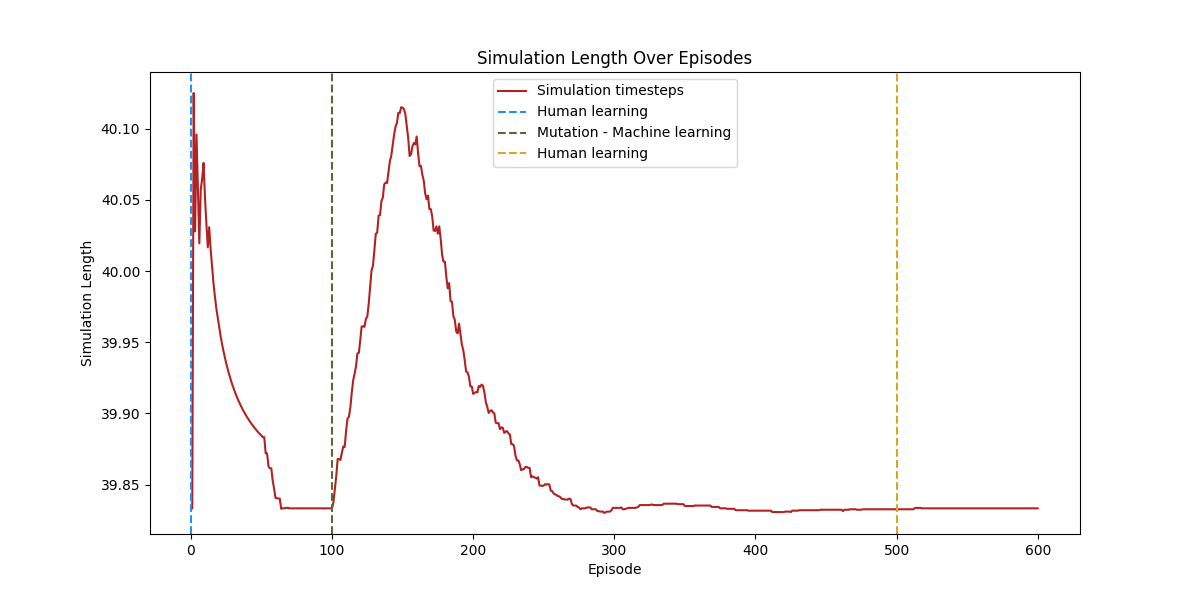 Simulation Length Over Episodes
Simulation timesteps
Human learning
Mutation - Machine learning
Human learning
Simulation Length
40.10
40.05
40.00
39.95
39.90
39.85
0 100 200 300 400 500 600
Episode